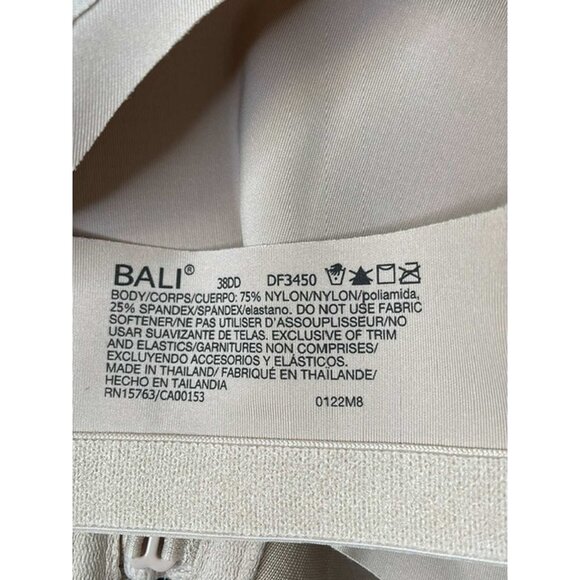 BALI® 38DD DF3450
BODY/CORPS/CUERPO: 75% NYLON/NYLON/poliamida,
25% SPANDEX/SPANDEX/elastano. DO NOT USE FABRIC
SOFTENER/NE PAS UTILISER D'ASSOUPLISSEUR/NO
USAR SUAVIZANTE DE TELAS. EXCLUSIVE OF TRIM
AND ELASTICS/GARNITURES NON COMPRISES/
EXCLUYENDO ACCESORIOS Y ELÁSTICOS.
MADE IN THAILAND/ FABRIQUÉ EN THAÏLANDE/
HECHO EN TAILANDIA
RN15763/CA00153 0122M8